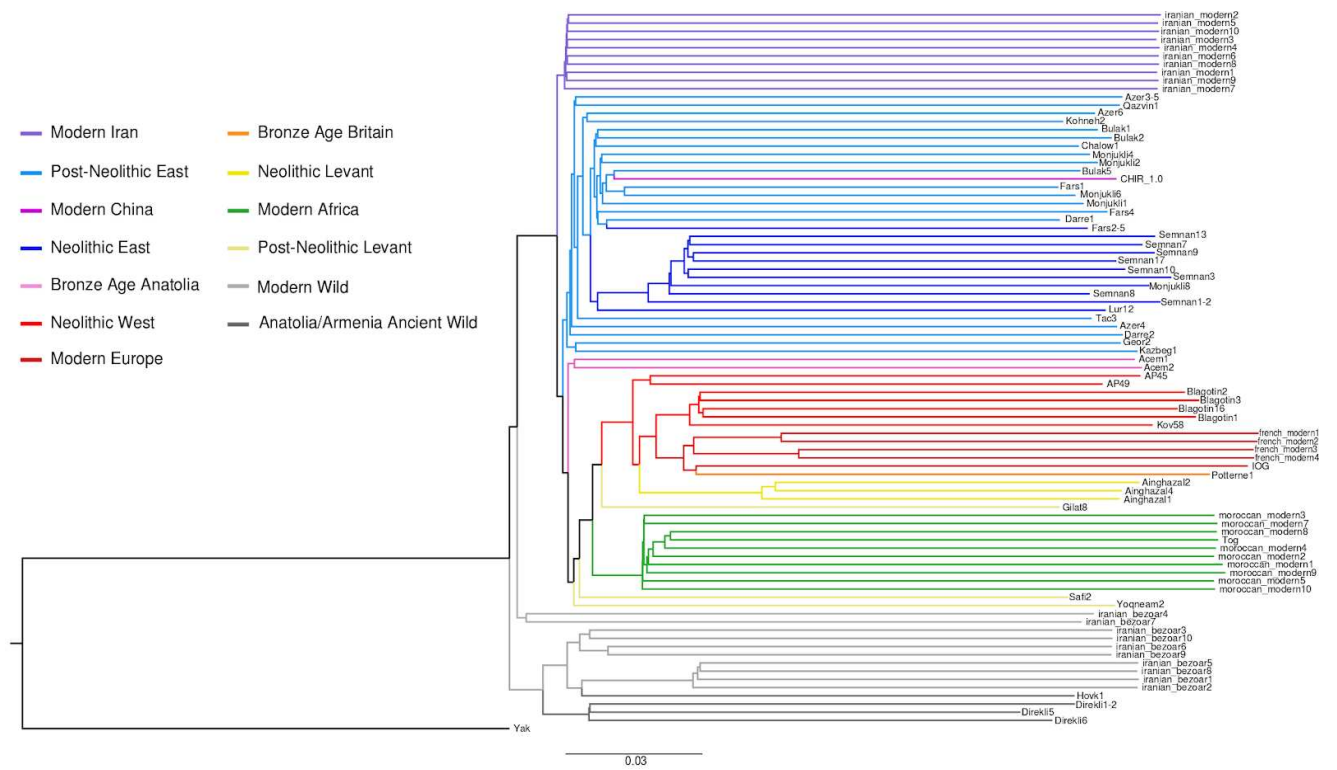 Modern Iran
Post-Neolithic East
Modern China
Neolithic East
Bronze Age Anatolia
Neolithic West
Modern Europe
Bronze Age Britain
Neolithic Levant
Modern Africa
Post-Neolithic Levant
Modern Wild
Anatolia/Armenia Ancient Wild
iranian_modern2
iranian_modern5
iranian_modern10
iranian_modern3
iranian_modern4
iranian_modern6
iranian_modern8
iranian_modern1
iranian_modern9
iranian_modern7
Azer3-5
Qazvin1
Azer6
Kohneh2
Bulak1
Bulak2
Chalow1
Monjukli4
Monjukli2
Bulak5
CHIR_1.0
Fars1
Monjukli6
Monjukli1
Fars4
Darre1
Fars2-5
Semnan13
Semnan7
Semnan9
Semnan17
Semnan10
Semnan3
Monjukli8
Semnan8
Semnan1-2
Lur12
Tac3
Azer4
Darre2
Geor2
Kazbeg1
Acem1
Acem2
AP45
AP49
Blagotin2
Blagotin3
Blagotin16
Blagotin1
Kov58
french_modern1
french_modern2
french_modern3
french_modern4
IOG
Potterne1
Ainghazal2
Ainghazal4
Ainghazal1
Gilat8
moroccan_modern3
moroccan_modern7
moroccan_modern8
Tog
moroccan_modern4
moroccan_modern2
moroccan_modern1
moroccan_modern9
moroccan_modern5
moroccan_modern10
Safi2
Yoqneam2
iranian_bezoar4
iranian_bezoar7
iranian_bezoar3
iranian_bezoar10
iranian_bezoar6
iranian_bezoar9
iranian_bezoar5
iranian_bezoar8
iranian_bezoar1
iranian_bezoar2
Hovk1
Direkli1-2
Direkli5
Direkli6
Yak
0.03